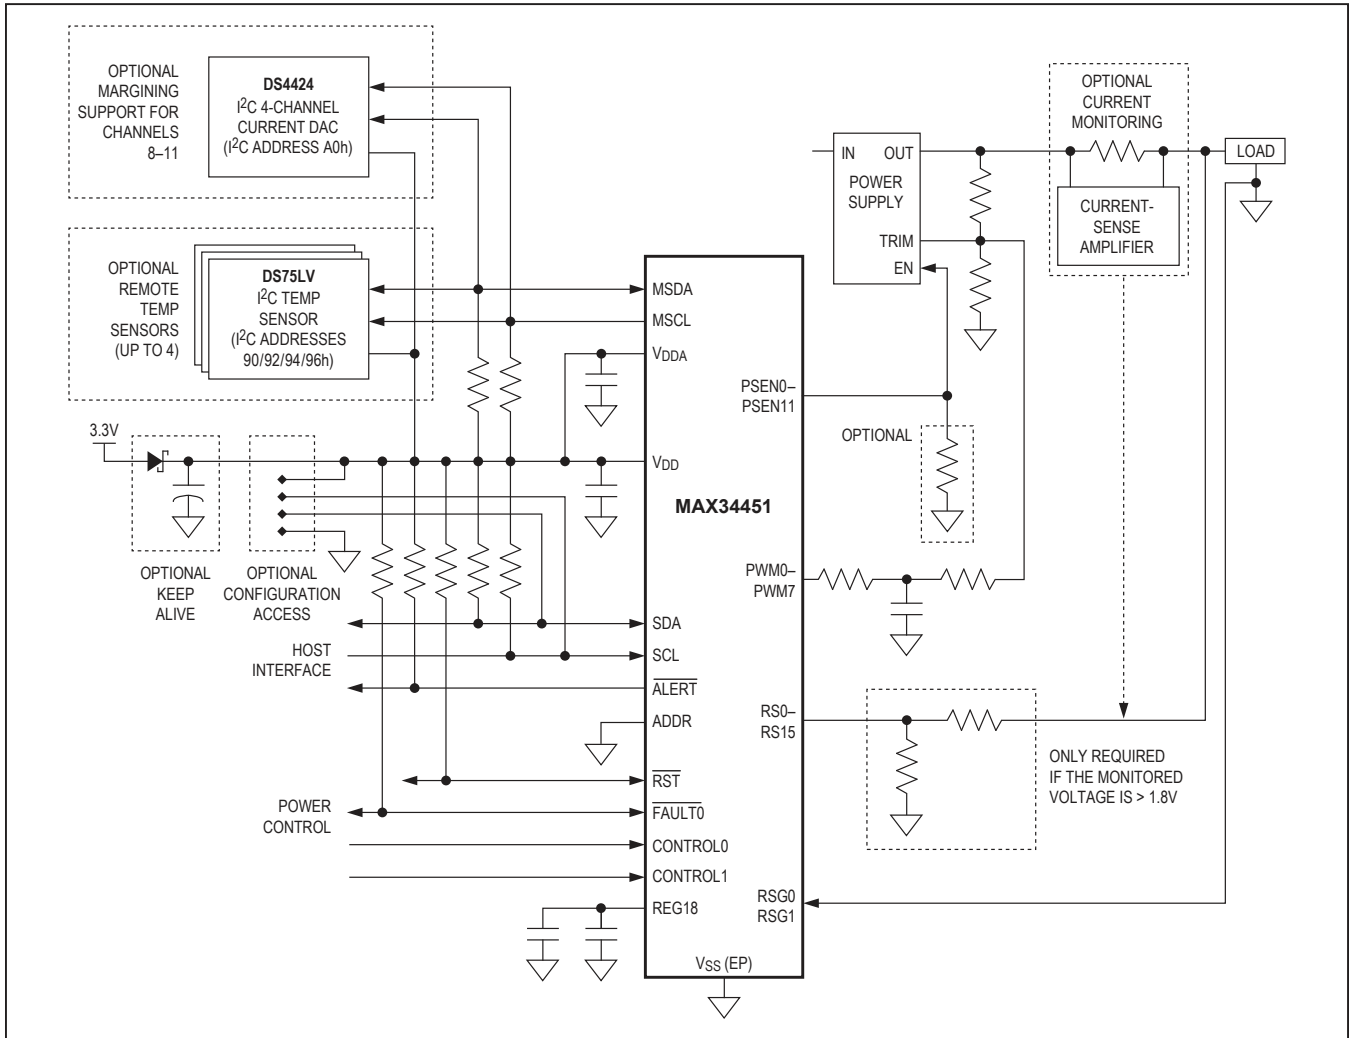 OPTIONAL
MARGINING
SUPPORT FOR
CHANNELS
8–11
DS4424
I2C 4-CHANNEL
CURRENT DAC
(I2C ADDRESS A0h)
OPTIONAL
REMOTE
TEMP
SENSORS
(UP TO 4)
DS75LV
I2C TEMP
SENSOR
(I2C ADDRESSES
90/92/94/96h)
3.3V
OPTIONAL
KEEP
ALIVE
OPTIONAL
CONFIGURATION
ACCESS
HOST
INTERFACE
POWER
CONTROL
MSDA
MSCL
VDDA
VDD
MAX34451
SDA
SCL
ALERT
ADDR
RST
FAULT0
CONTROL0
CONTROL1
REG18
VSS (EP)
PSEN0–
PSEN11
PWM0–
PWM7
RS0–
RS15
RSG0
RSG1
IN OUT
POWER
SUPPLY
TRIM
EN
OPTIONAL
OPTIONAL
CURRENT
MONITORING
CURRENT-
SENSE
AMPLIFIER
LOAD
ONLY REQUIRED
IF THE MONITORED
VOLTAGE IS > 1.8V